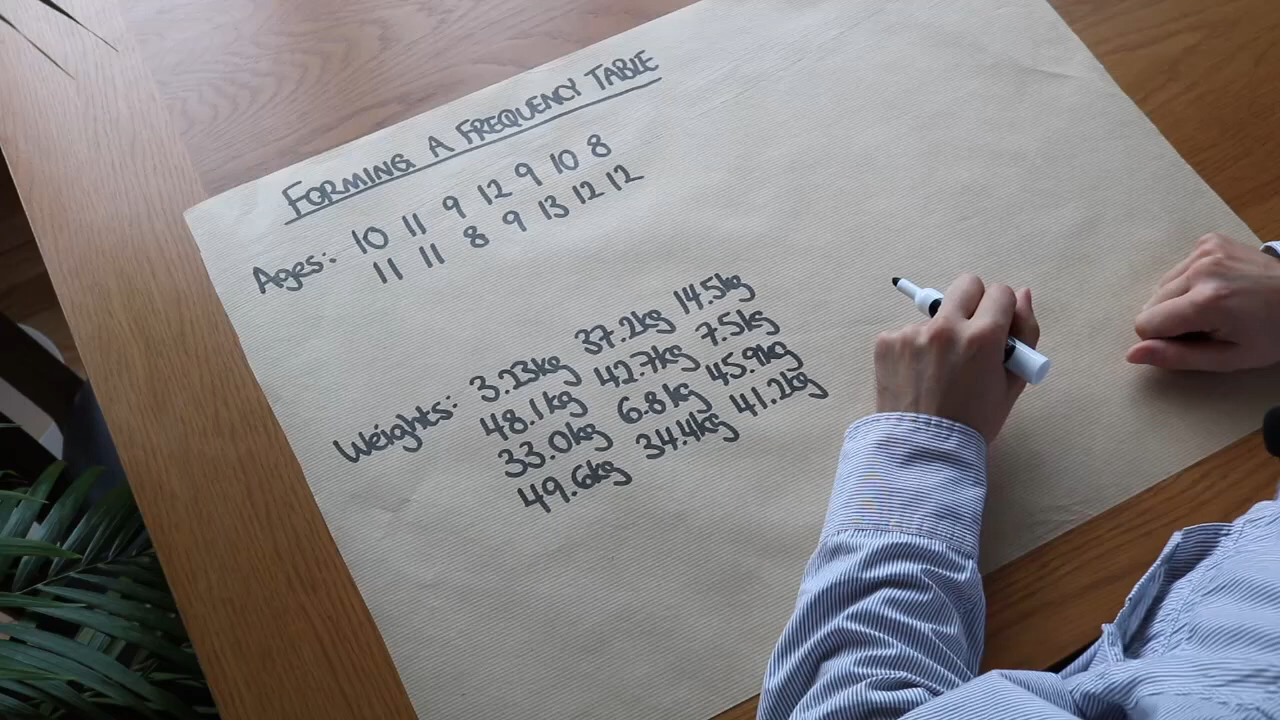 FORMING A FREQUENCY TABLE
Ages: 10 11 9 12 9 10 8
11 11 8 9 13 12 12
Weights: 3.23kg 37.2kg 14.5kg
48.1kg 42.7kg 7.5kg
33.0kg 6.8kg 45.9kg
49.6kg 34.4kg 41.2kg